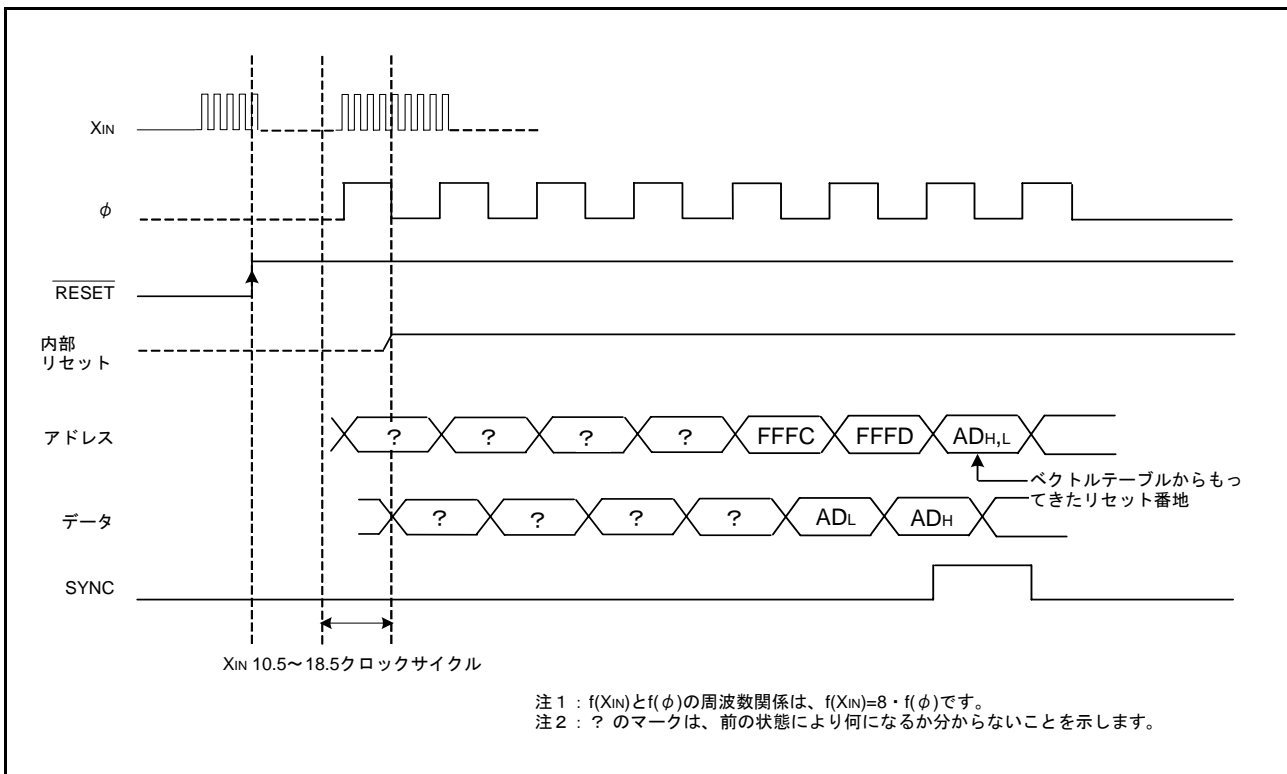 XIN
φ
RESET
内部
リセット
アドレス
? ? ? ? FFFC FFFD ADH,L
ベクトルテーブルからもっ
てきたリセット番地
データ
? ? ? ? ADL ADH
SYNC
XIN 10.5～18.5クロックサイクル
注１：f(XIN)とf(φ)の周波数関係は、f(XIN)=8・f(φ)です。
注２：？のマークは、前の状態により何になるか分からないことを示します。